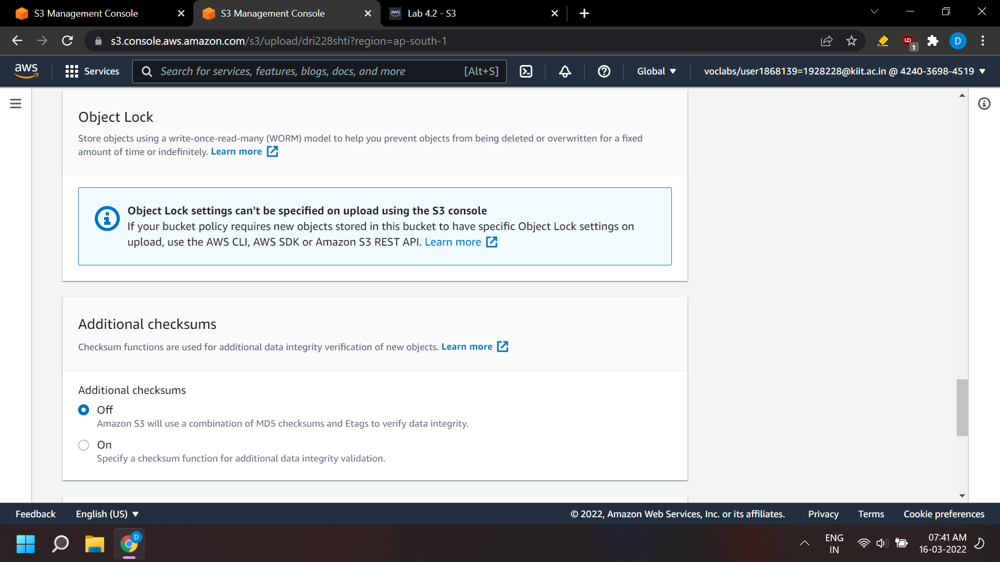 S3 Management Console
S3 Management Console
aws
Lab 4.2 - S3
s3.console.aws.amazon.com/s3/upload/dri228shti?region=ap-south-1
1
D
aws
Services
Search for services, features, blogs, docs, and more
[Alt+S]
Global
voclabs/user1868139=1928228@kiit.ac.in @ 4240-3698-4519
Object Lock
Store objects using a write-once-read-many (WORM) model to help you prevent objects from being deleted or overwritten for a fixed
amount of time or indefinitely. Learn more
Object Lock settings can't be specified on upload using the S3 console
If your bucket policy requires new objects stored in this bucket to have specific Object Lock settings on
upload, use the AWS CLI, AWS SDK or Amazon S3 REST API. Learn more
Additional checksums
Checksum functions are used for additional data integrity verification of new objects. Learn more
Additional checksums
Off
Amazon S3 will use a combination of MD5 checksums and Etags to verify data integrity.
On
Specify a checksum function for additional data integrity validation.
Feedback
English (US)
© 2022, Amazon Web Services, Inc. or its affiliates.
Privacy
Terms
Cookie preferences
D
ENG
IN
07:41 AM
16-03-2022